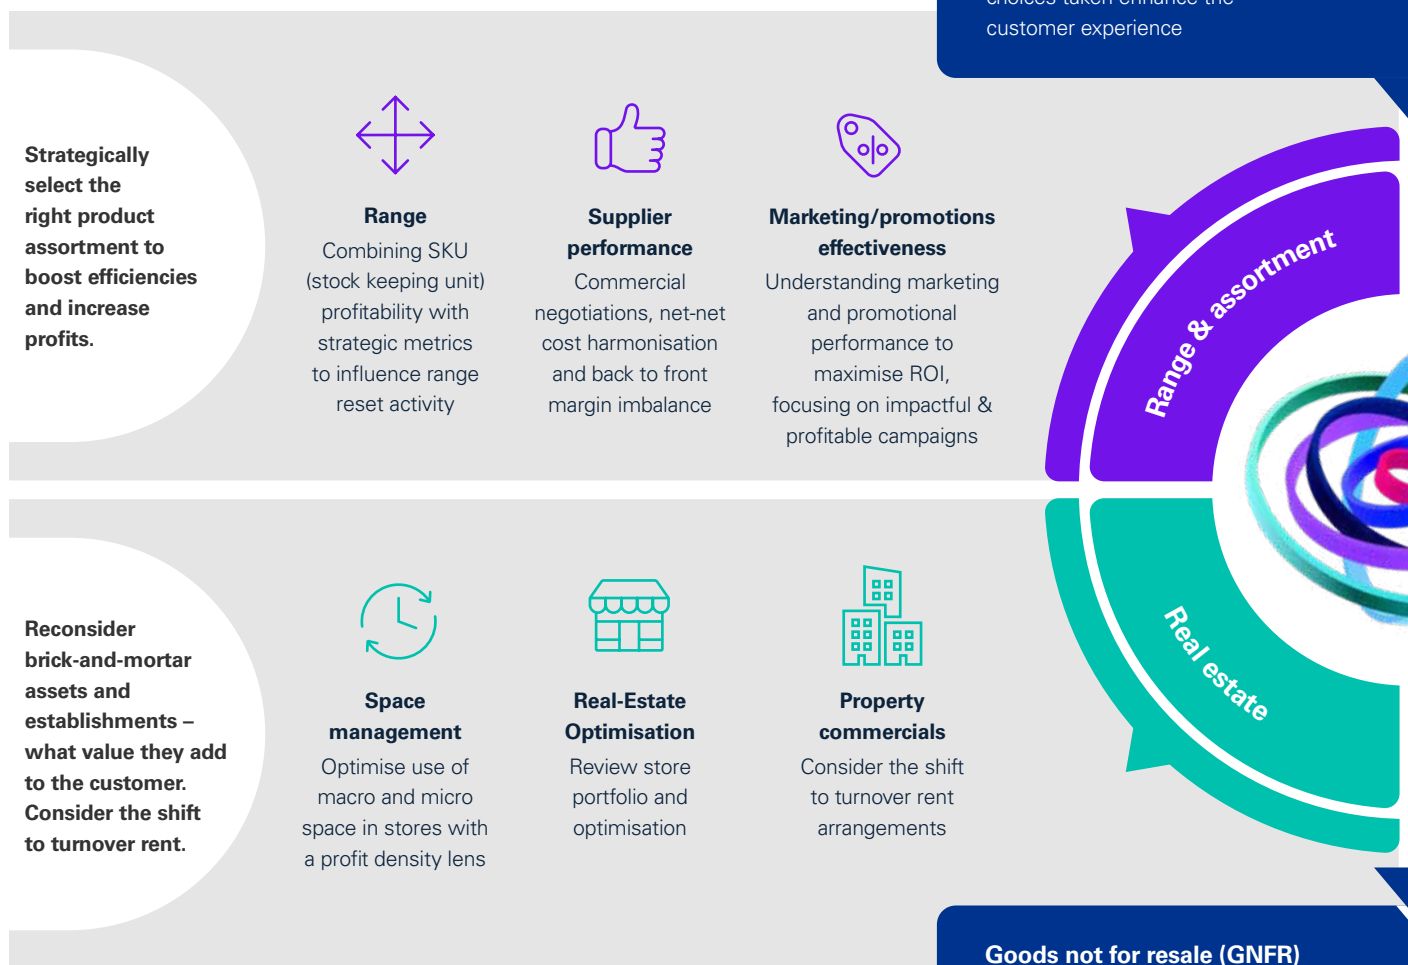 choices taken enhance the
customer experience
Strategically
select the
right product
assortment to
boost efficiencies
and increase
profits.
Range
Combining SKU
(stock keeping unit)
profitability with
strategic metrics
to influence range
reset activity
Supplier
performance
Commercial
negotiations, net-net
cost harmonisation
and back to front
margin imbalance
Marketing/promotions
effectiveness
Understanding marketing
and promotional
performance to
maximise ROI,
focusing on impactful &
profitable campaigns
Range & assortment
Reconsider
brick-and-mortar
assets and
establishments –
what value they add
to the customer.
Consider the shift
to turnover rent.
Space
management
Optimise use of
macro and micro
space in stores with
a profit density lens
Real-Estate
Optimisation
Review store
portfolio and
optimisation
Property
commercials
Consider the shift
to turnover rent
arrangements
Real estate
Goods not for resale (GNFR)